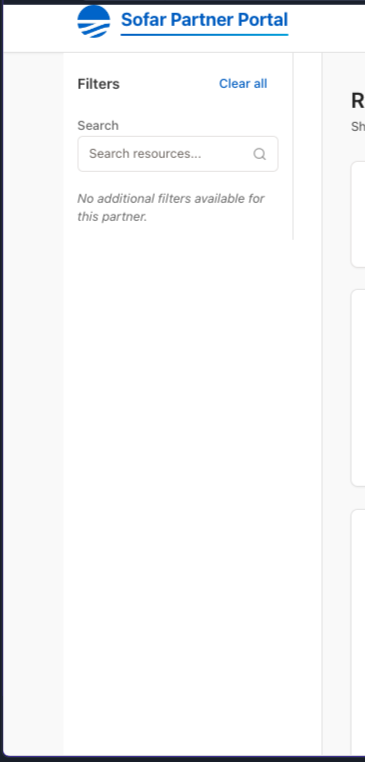 Sofar Partner Portal
Filters
Clear all
Search
Search resources...
No additional filters available for
this partner.
R
Sh